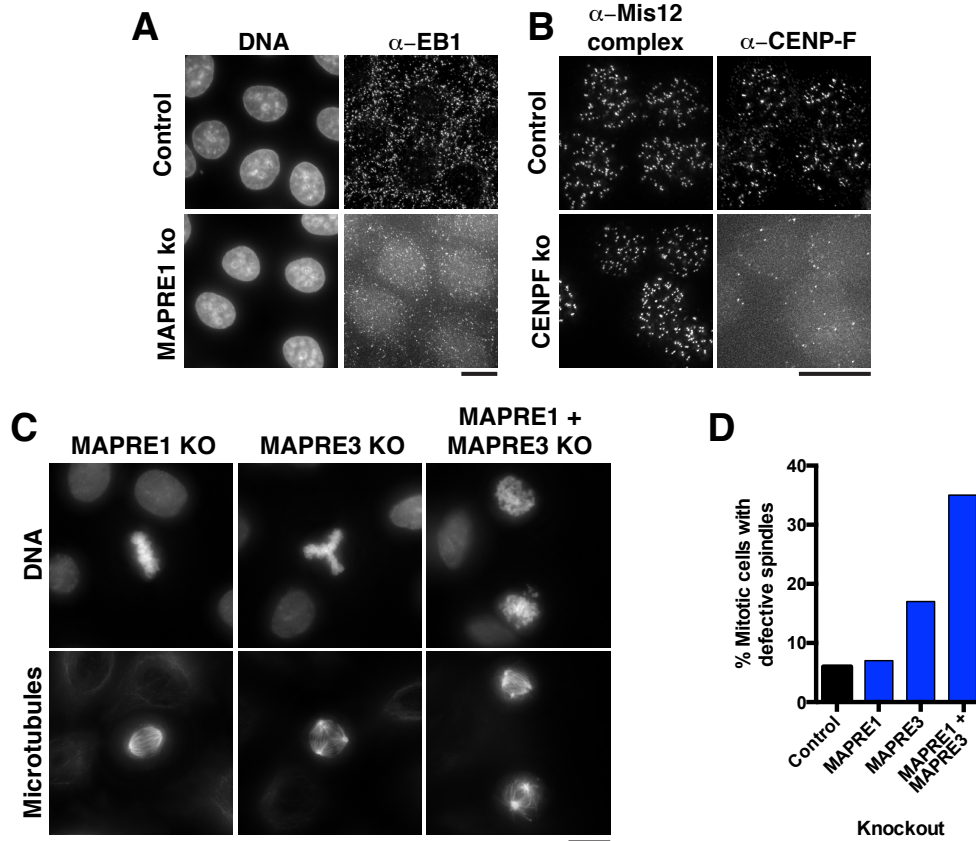 A
DNA
α–EB1
Control
MAPRE1 ko
B
α–Mis12
complex
α–CENP-F
Control
CENPF ko
C
MAPRE1 KO
MAPRE3 KO
MAPRE1 +
MAPRE3 KO
DNA
Microtubules
D
% Mitotic cells with
defective spindles
40
30
20
10
0
Control
MAPRE1
MAPRE3
MAPRE1 +
MAPRE3
Knockout